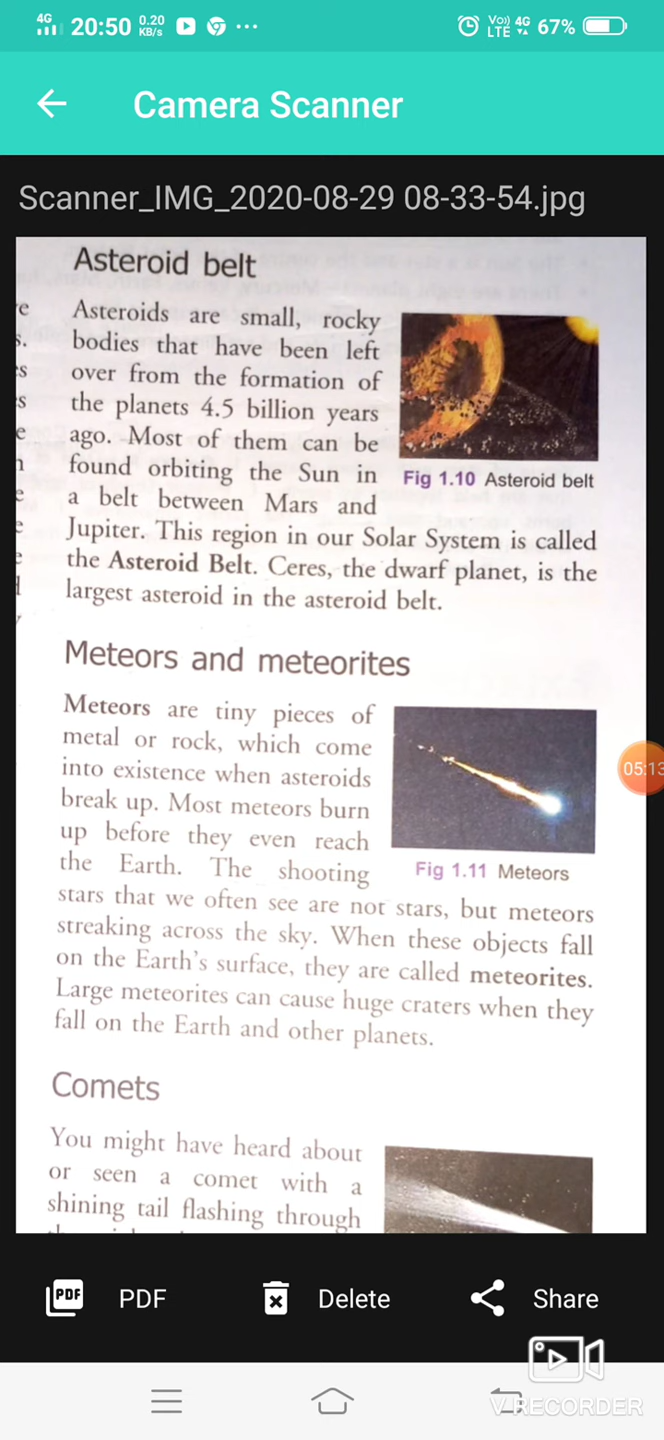 4G 20:50 0.20 KB/s ... Vo)) LTE 4G 67%
Camera Scanner
Scanner_IMG_2020-08-29 08-33-54.jpg
Asteroid belt
Asteroids are small, rocky
bodies that have been left
over from the formation of
the planets 4.5 billion years
ago. Most of them can be
found orbiting the Sun in
a belt between Mars and
Fig 1.10 Asteroid belt
Jupiter. This region in our Solar System is called
the Asteroid Belt. Ceres, the dwarf planet, is the
largest asteroid in the asteroid belt.
Meteors and meteorites
Meteors are tiny pieces of
metal or rock, which come
into existence when asteroids
break up. Most meteors burn
up before they even reach
the Earth. The shooting
Fig 1.11 Meteors
stars that we often see are not stars, but meteors
streaking across the sky. When these objects fall
on the Earth's surface, they are called meteorites.
Large meteorites can cause huge craters when they
fall on the Earth and other planets.
Comets
You might have heard about
or seen a comet with a
shining tail flashing through
05:13
PDF PDF Delete Share
V.RECORDER